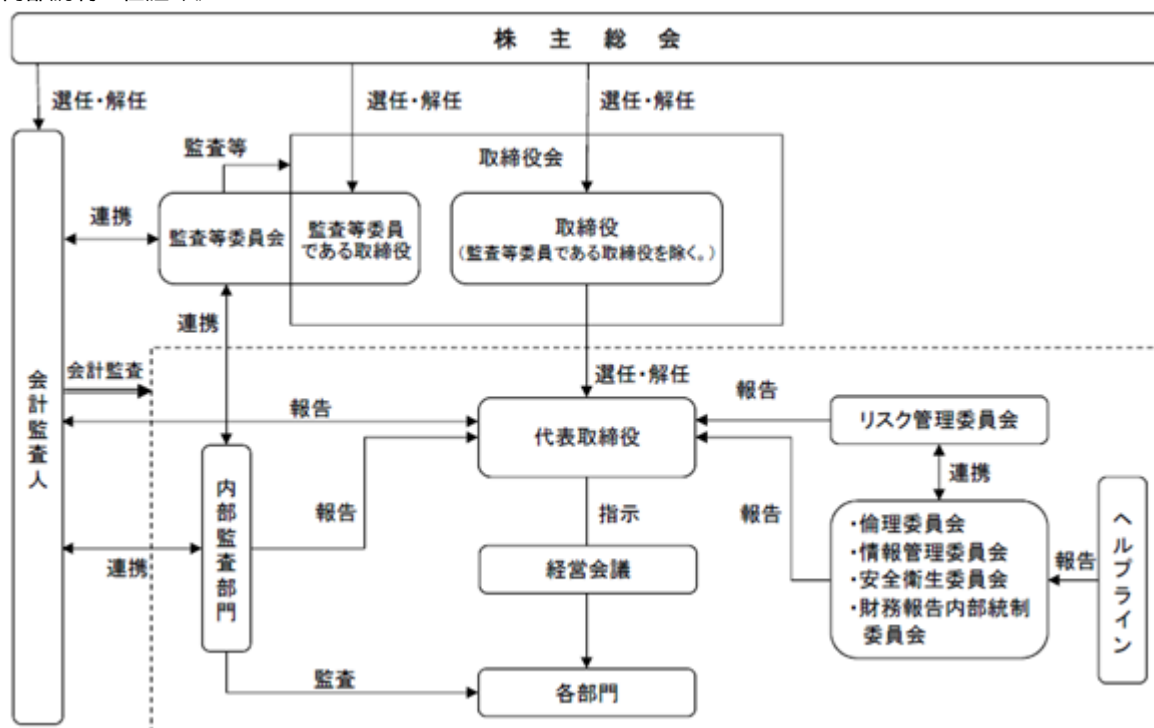 株主総会
選任・解任
選任・解任
選任・解任
監査等
取締役会
連携
監査等委員会
監査等委員
である取締役
取締役
（監査等委員である取締役を除く。）
連携
会計監査
選任・解任
報告
報告
リスク管理委員会
会計監査人
代表取締役
連携
内部監査部門
報告
指示
報告
・倫理委員会
・情報管理委員会
・安全衛生委員会
・財務報告内部統制
委員会
報告
ヘルプライン
連携
経営会議
監査
各部門